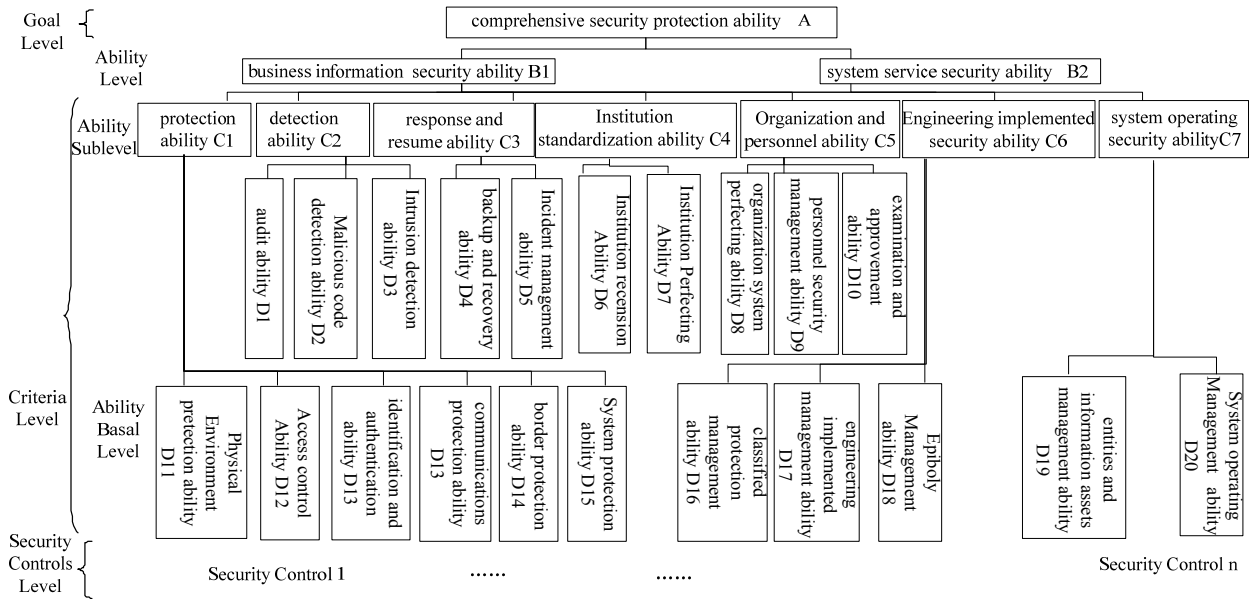 Goal
Level
comprehensive security protection ability A
Ability
Level
business information security ability B1
system service security ability B2
Ability
Sublevel
protection
ability C1
detection
ability C2
response and
resume ability C3
Institution
standardization ability C4
Organization and
personnel ability C5
Engineering implemented
security ability C6
system operating
security abilityC7
audit ability D1
Malicious code
detection ability D2
Intrusion detection
ability D3
backup and recovery
ability D4
Incident management
ability D5
Institution recension
Ability D6
Institution Perfecting
Ability D7
organization system
perfecting ability D8
personnel security
management ability D9
examination and
approvement
ability D10
Criteria
Level
Ability
Basal
Level
Physical
Environment
pretection ability
D11
Access control
Ability D12
identification and
authentication
ability D13
communications
protection ability
D13
border protection
ability D14
System protection
ability D15
classified
protection
management
ability D16
engineering
implemented
management ability
D17
Epiboly
Management
ability D18
entities and
information assets
management ability
D19
System operating
Management ability
D20
Security
Controls
Level
Security Control 1
……
……
Security Control n